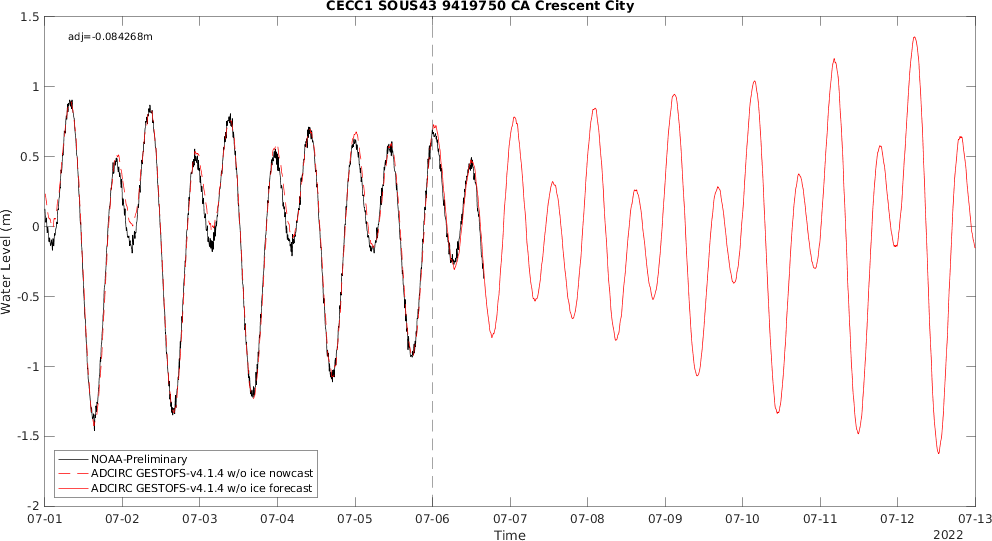 CECC1 SOUS43 9419750 CA Crescent City
adj=-0.084268m
1.5
1
0.5
0
-0.5
-1
-1.5
-2
Water Level (m)
NOAA-Preliminary
ADCIRC GESTOFS-v4.1.4 w/o ice nowcast
ADCIRC GESTOFS-v4.1.4 w/o ice forecast
07-01 07-02 07-03 07-04 07-05 07-06 07-07 07-08 07-09 07-10 07-11 07-12 07-13
Time
2022